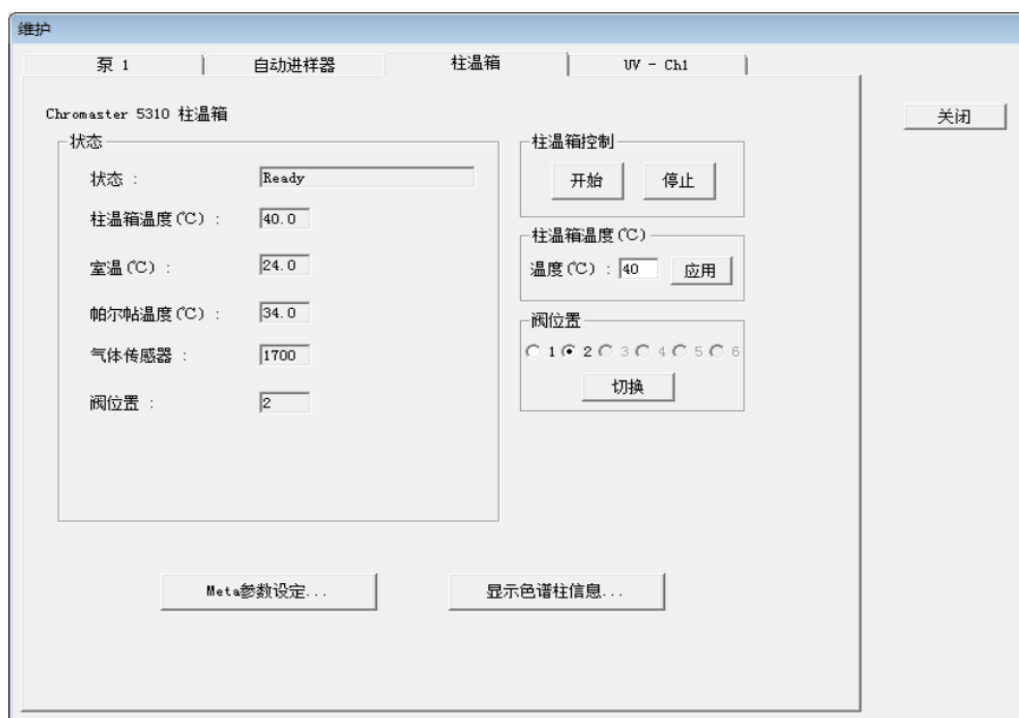 维护
泵 1
自动进样器
柱温箱
UV - Ch1
关闭
Chromaster 5310 柱温箱
状态
状态 :
Ready
柱温箱温度(℃) :
40.0
室温(℃) :
24.0
帕尔帖温度(℃) :
34.0
气体传感器 :
1700
阀位置 :
2
柱温箱控制
开始
停止
柱温箱温度(℃)
温度(℃) : 40
应用
阀位置
1 2 3 4 5 6
切换
Meta参数设定...
显示色谱柱信息...